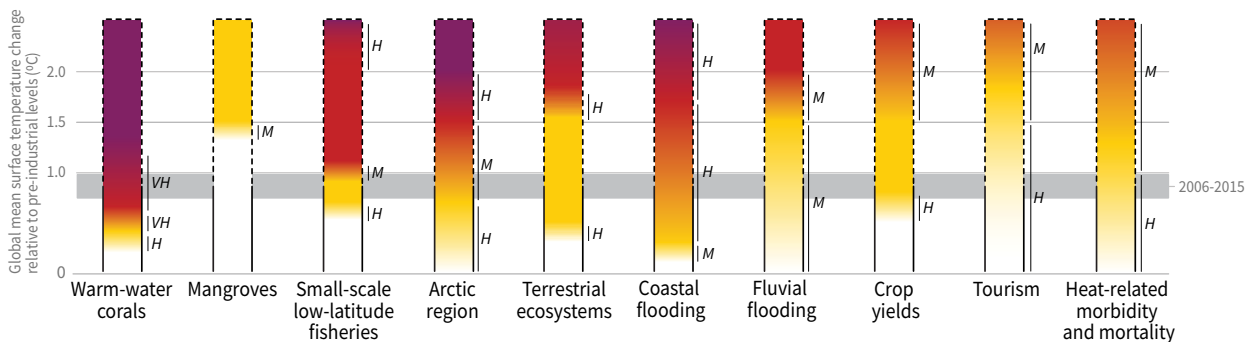 Global mean surface temperature change
relative to pre-industrial levels (ºC)
2.0
1.5
1.0
0
2006-2015
VH
VH
H
M
H
M
H
H
M
H
H
H
H
H
M
M
M
M
H
M
H
M
H
Warm-water
corals
Mangroves
Small-scale
low-latitude
fisheries
Arctic
region
Terrestrial
ecosystems
Coastal
flooding
Fluvial
flooding
Crop
yields
Tourism
Heat-related
morbidity
and mortality